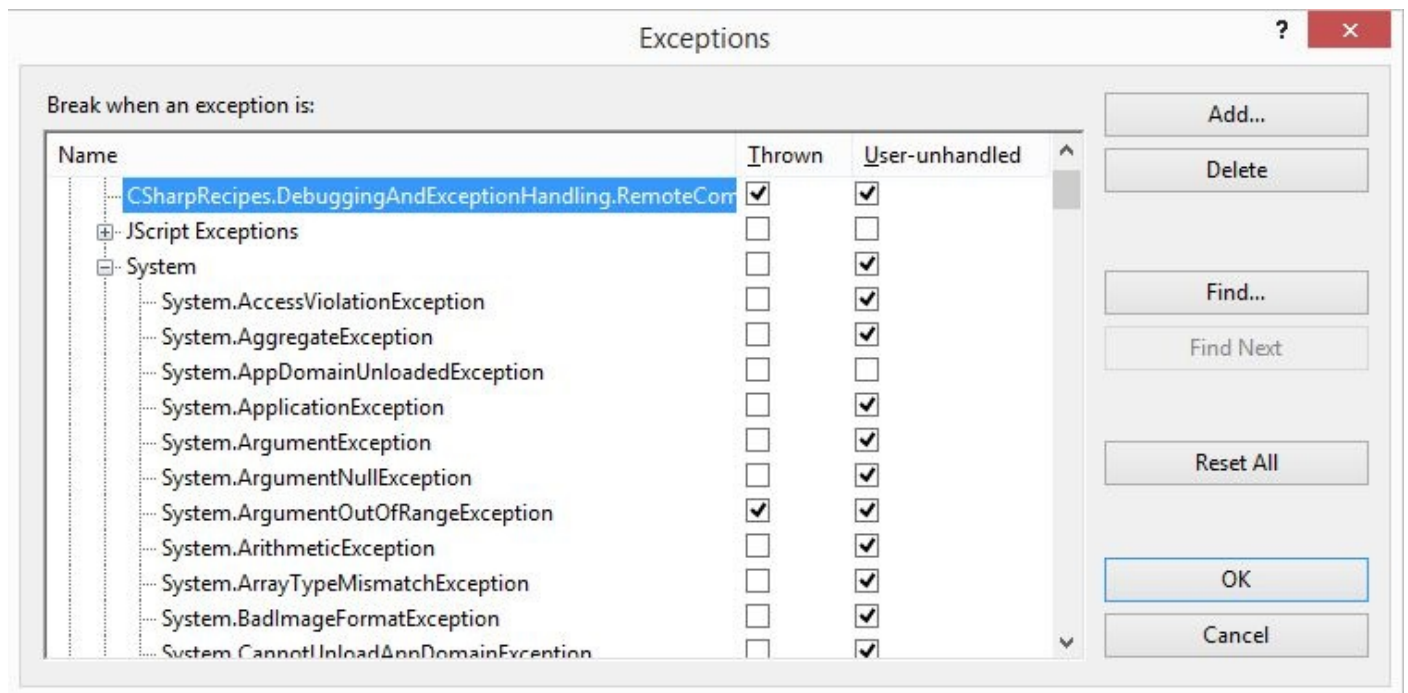 Exceptions
?
Break when an exception is:
Name Thrown User-unhandled
CSharpRecipes.DebuggingAndExceptionHandling.RemoteCom
JScript Exceptions
System
System.AccessViolationException
System.AggregateException
System.AppDomainUnloadedException
System.ApplicationException
System.ArgumentException
System.ArgumentNullException
System.ArgumentOutOfRangeException
System.ArithmeticException
System.ArrayTypeMismatchException
System.BadImageFormatException
System.CannotUnloadAppDomainException
Add...
Delete
Find...
Find Next
Reset All
OK
Cancel